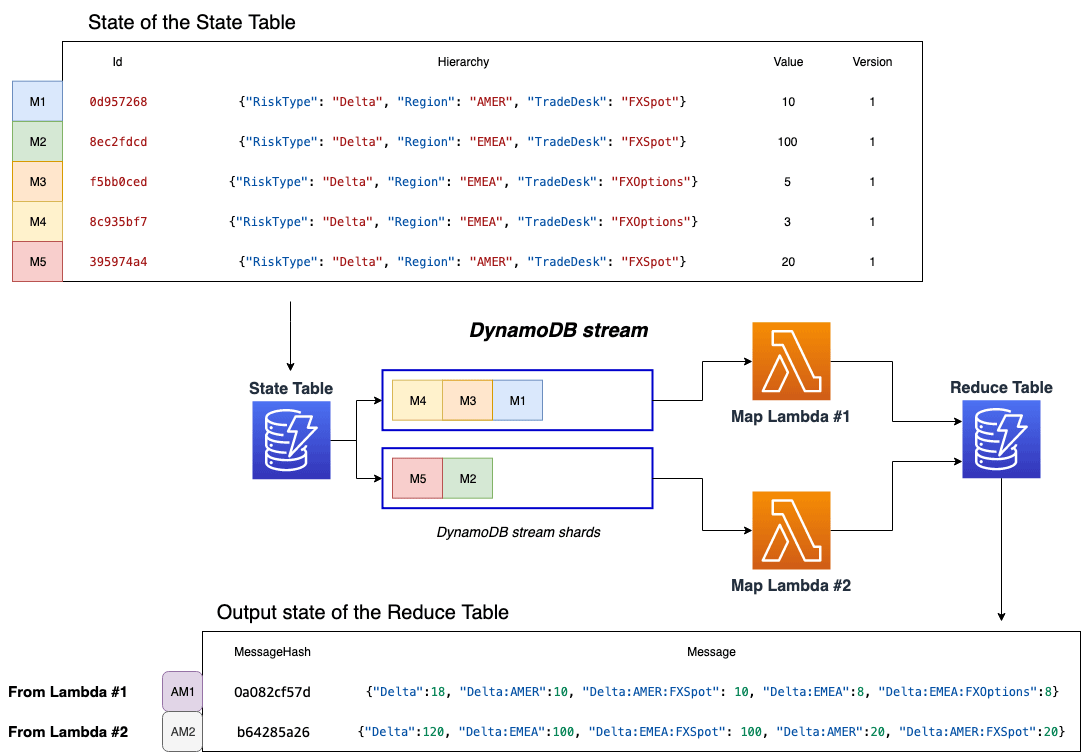 State of the State Table
Id Hierarchy Value Version
M1 0d957268 {"RiskType": "Delta", "Region": "AMER", "TradeDesk": "FXSpot"} 10 1
M2 8ec2fdcd {"RiskType": "Delta", "Region": "EMEA", "TradeDesk": "FXSpot"} 100 1
M3 f5bb0ced {"RiskType": "Delta", "Region": "EMEA", "TradeDesk": "FXOptions"} 5 1
M4 8c935bf7 {"RiskType": "Delta", "Region": "EMEA", "TradeDesk": "FXOptions"} 3 1
M5 395974a4 {"RiskType": "Delta", "Region": "AMER", "TradeDesk": "FXSpot"} 20 1
DynamoDB stream
State Table
M4 M3 M1
Map Lambda #1
Reduce Table
M5 M2
DynamoDB stream shards
Map Lambda #2
Output state of the Reduce Table
MessageHash Message
From Lambda #1 AM1 0a082cf57d {"Delta":18, "Delta:AMER":10, "Delta:AMER:FXSpot": 10, "Delta:EMEA":8, "Delta:EMEA:FXOptions":8}
From Lambda #2 AM2 b64285a26 {"Delta":120, "Delta:EMEA":100, "Delta:EMEA:FXSpot": 100, "Delta:AMER":20, "Delta:AMER:FXSpot":20}